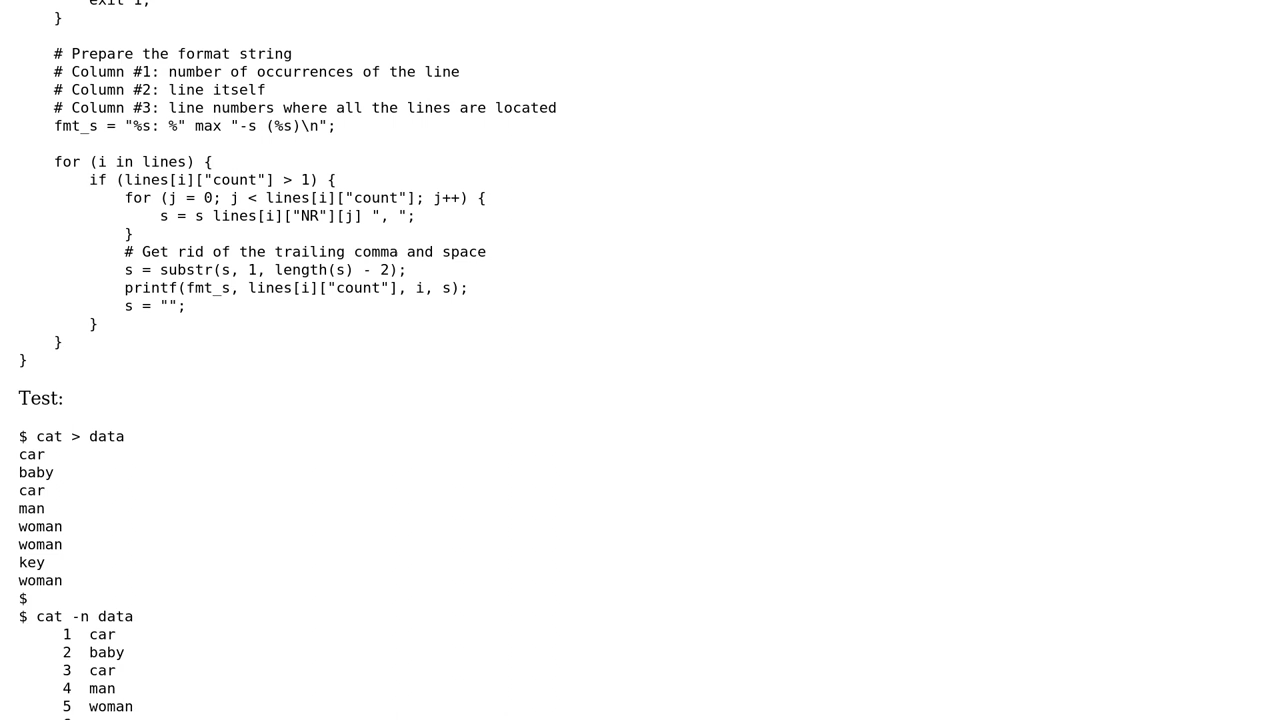 exit 1;
    }

    # Prepare the format string
    # Column #1: number of occurrences of the line
    # Column #2: line itself
    # Column #3: line numbers where all the lines are located
    fmt_s = "%s: %" max "-s (%s)\n";

    for (i in lines) {
        if (lines[i]["count"] > 1) {
            for (j = 0; j < lines[i]["count"]; j++) {
                s = s lines[i]["NR"][j] ", ";
            }
            # Get rid of the trailing comma and space
            s = substr(s, 1, length(s) - 2);
            printf(fmt_s, lines[i]["count"], i, s);
            s = "";
        }
    }
}

Test:

$ cat > data
car
baby
car
man
woman
woman
key
woman
$
$ cat -n data
     1  car
     2  baby
     3  car
     4  man
     5  woman